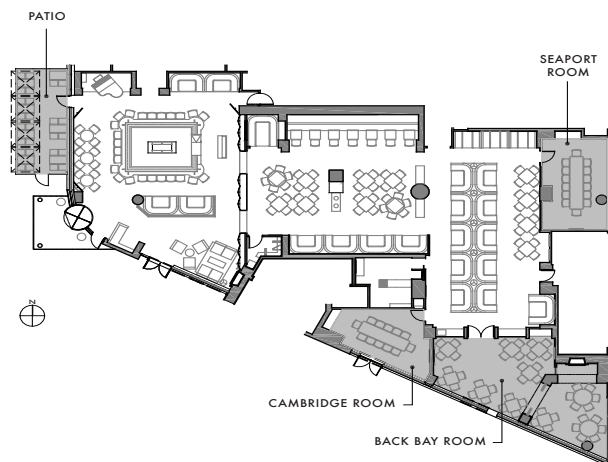 PATIO
SEAPORT
ROOM
N
CAMBRIDGE ROOM
BACK BAY ROOM